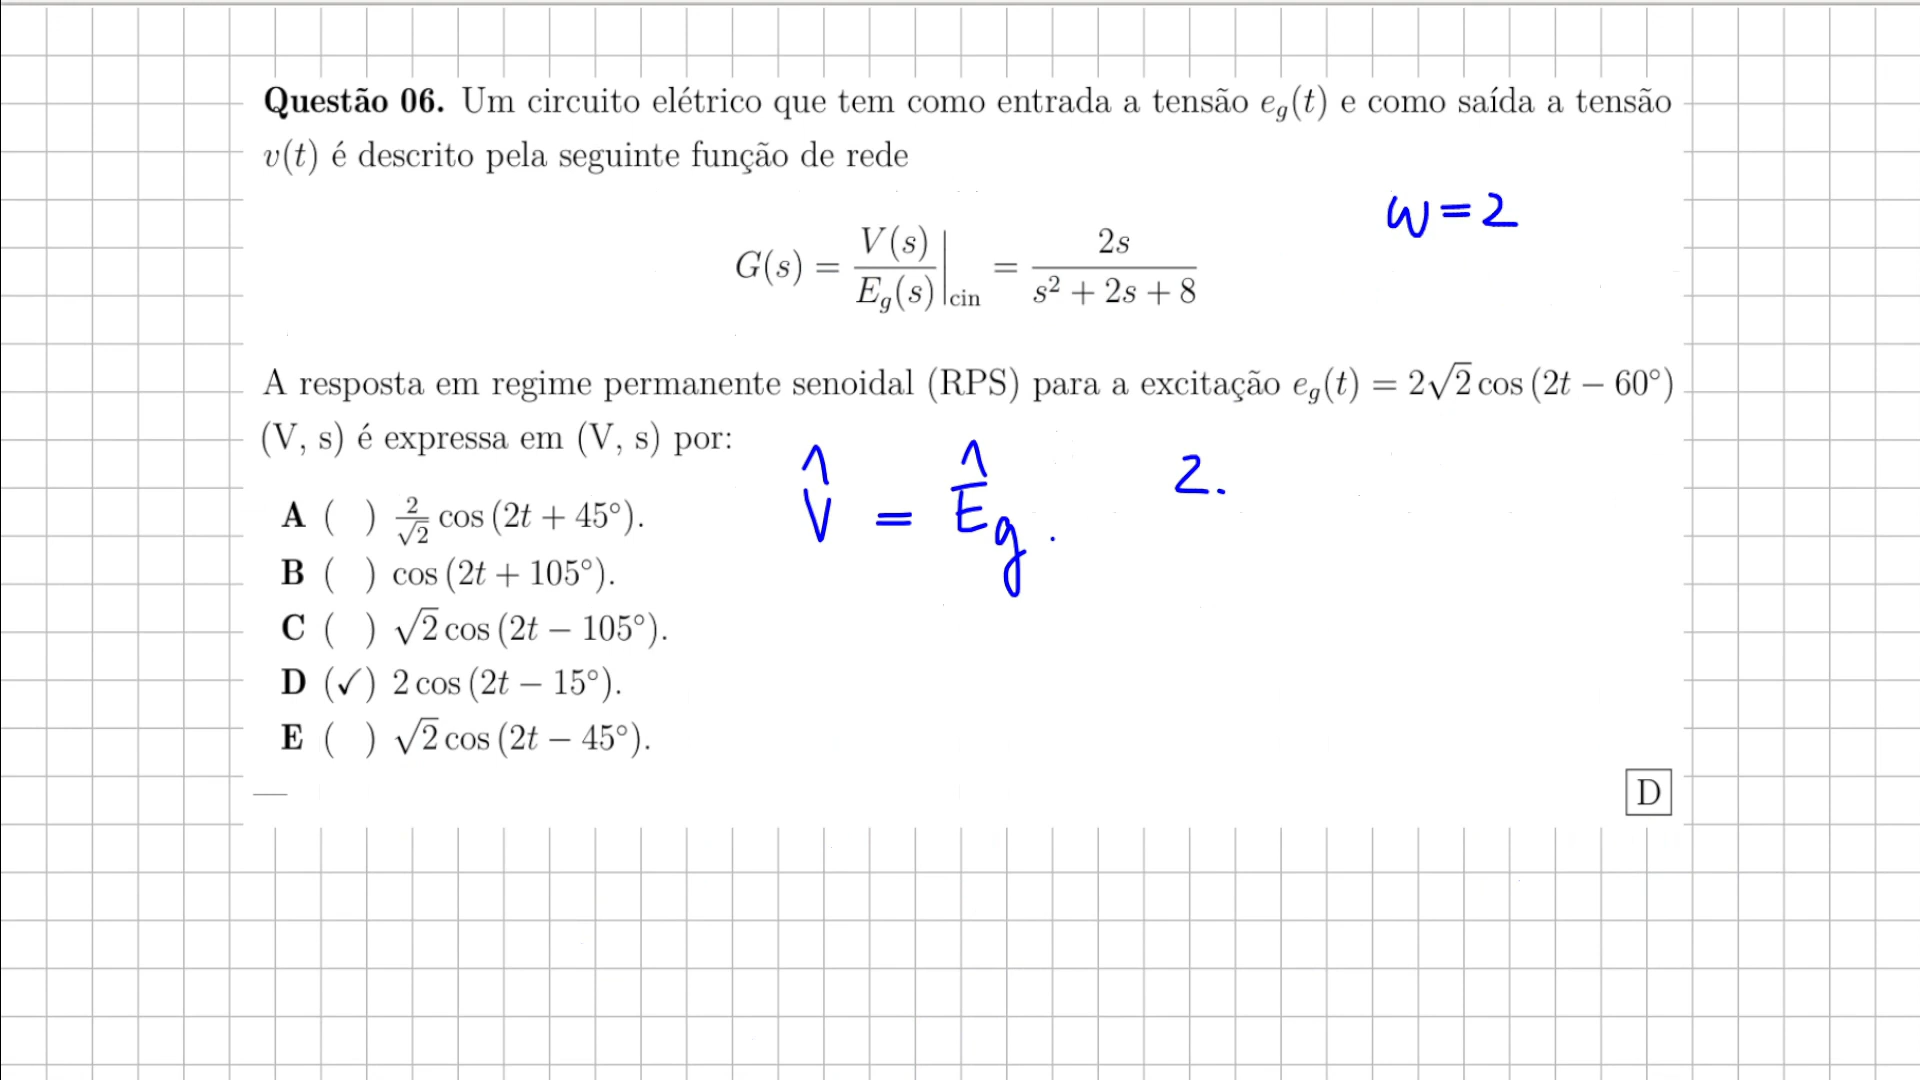 Questão 06. Um circuito elétrico que tem como entrada a tensão e_g(t) e como saída a tensão
v(t) é descrito pela seguinte função de rede
ω = 2
G(s) = V(s)/E_g(s)|_cin = 2s/(s² + 2s + 8)
A resposta em regime permanente senoidal (RPS) para a excitação e_g(t) = 2√2 cos (2t − 60°)
(V, s) é expressa em (V, s) por:
V̂ = Ê_g . 2.
A ( ) 2/√2 cos (2t + 45°).
B ( ) cos (2t + 105°).
C ( ) √2 cos (2t − 105°).
D (✓) 2 cos (2t − 15°).
E ( ) √2 cos (2t − 45°).
D